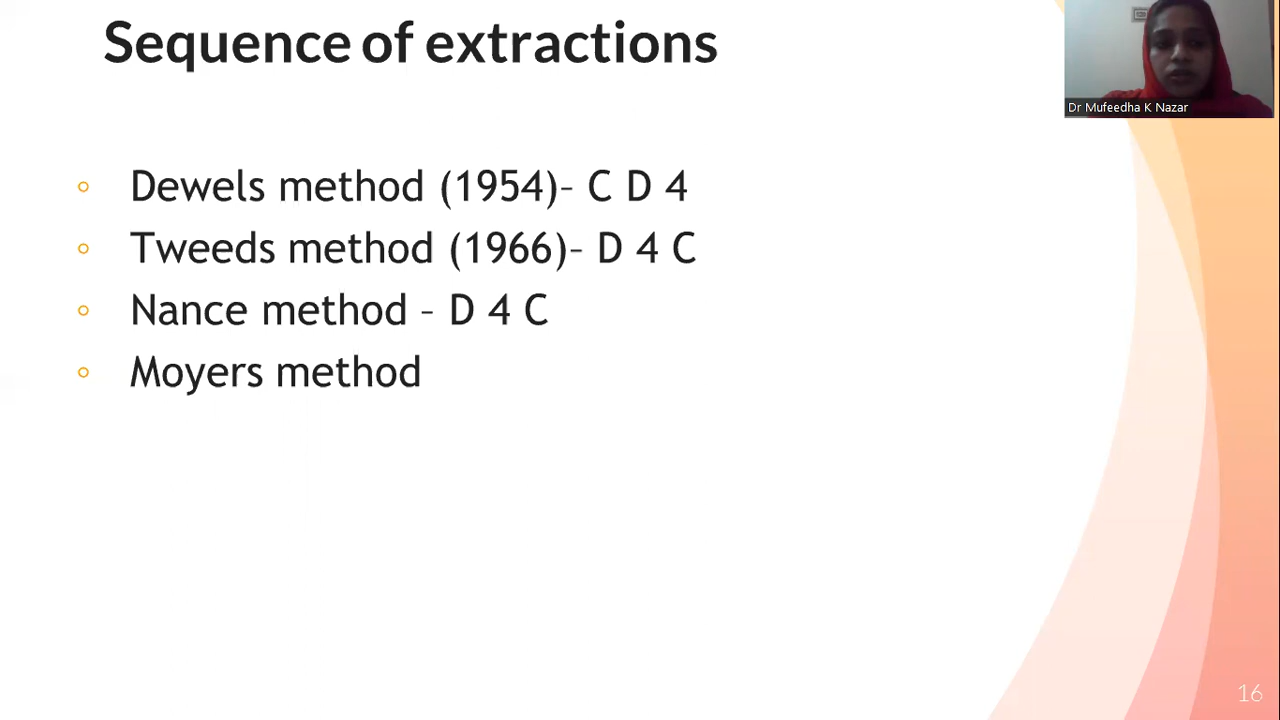 Sequence of extractions
Dr Mufeedha K Nazar
Dewels method (1954)– C D 4
Tweeds method (1966)– D 4 C
Nance method – D 4 C
Moyers method
16